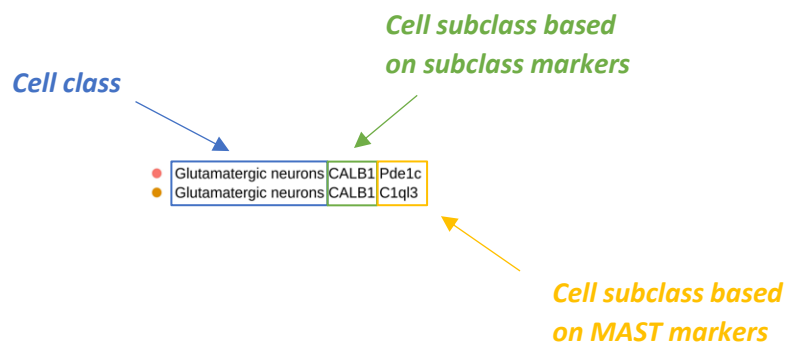 Cell subclass based
on subclass markers
Cell class
Glutamatergic neurons CALB1 Pde1c
Glutamatergic neurons CALB1 C1ql3
Cell subclass based
on MAST markers